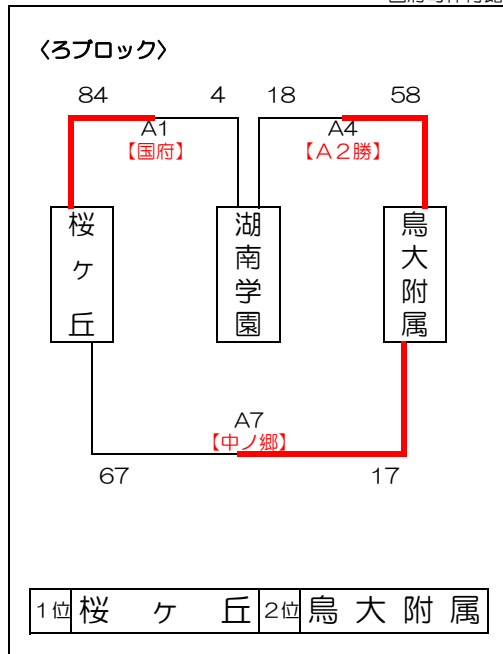 〈ろブロック〉
84 4 18 58
A1 A4
【国府】 【A2勝】
桜ヶ丘 湖南学園 鳥大附属
A7
【中ノ郷】
67 17
1位 桜ヶ丘 2位 鳥大附属